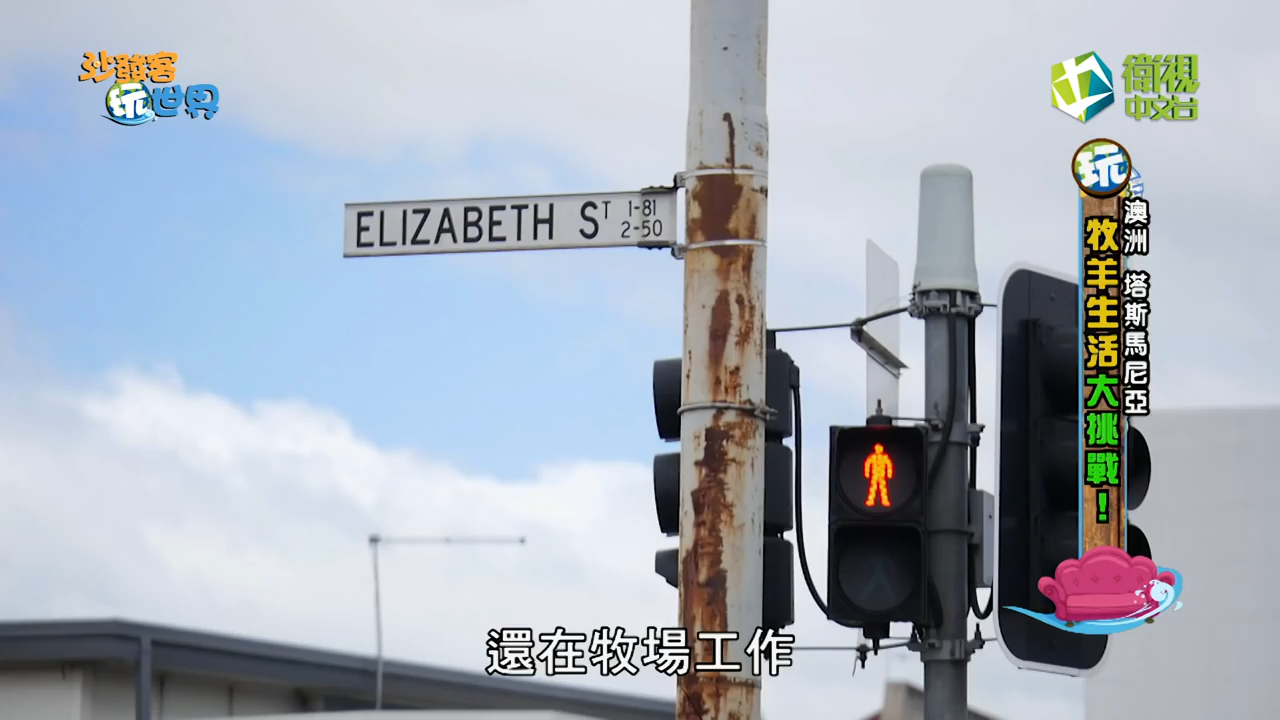 沙發客
玩世界
衛視
中文台
ELIZABETH ST 1-81
2-50
玩
澳洲 塔斯馬尼亞
牧羊生活大挑戰!
還在牧場工作